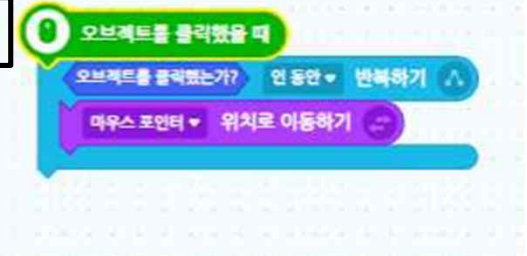 오브젝트를 클릭했을 때
오브젝트를 클릭했는가? 인 동안 ▾ 반복하기
마우스 포인터 ▾ 위치로 이동하기